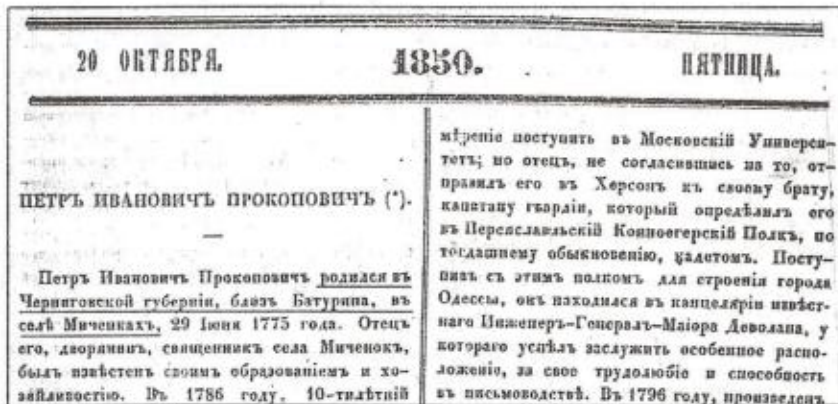 20 ОКТЯБРЯ.
1850.
ПЯТНИЦА.
ПЕТРЪ ИВАНОВИЧЪ ПРОКОПОВИЧЪ (*).
Петръ Ивановичъ Прокоповичъ родился въ
Черниговской губерніи, близъ Батурина, въ
селѣ Миченкахъ, 29 Іюня 1775 года. Отецъ
его, дворянинъ, священникъ села Миченокъ,
былъ извѣстенъ своимъ образованіемъ и хо-
зяйливостію. Въ 1786 году, 10-тилѣтній
мѣреніе поступить въ Московскій Универси-
тетъ; но отецъ, не согласившись на то, от-
правилъ его въ Херсонъ къ своему брату,
капитану гвардіи, который опредѣлилъ его
въ Переяславльскій Конноегерскій Полкъ, по
тогдашнему обыкновенію, кадетомъ. Посту-
пивъ съ этимъ полкомъ для строенія города
Одессы, онъ находился въ канцеляріи извѣст-
наго Инженеръ-Генералъ-Маіора Деволана, у
котораго успѣлъ заслужить особенное распо-
ложеніе, за свое трудолюбіе и способность
въ письмоводствѣ. Въ 1796 году, произведенъ